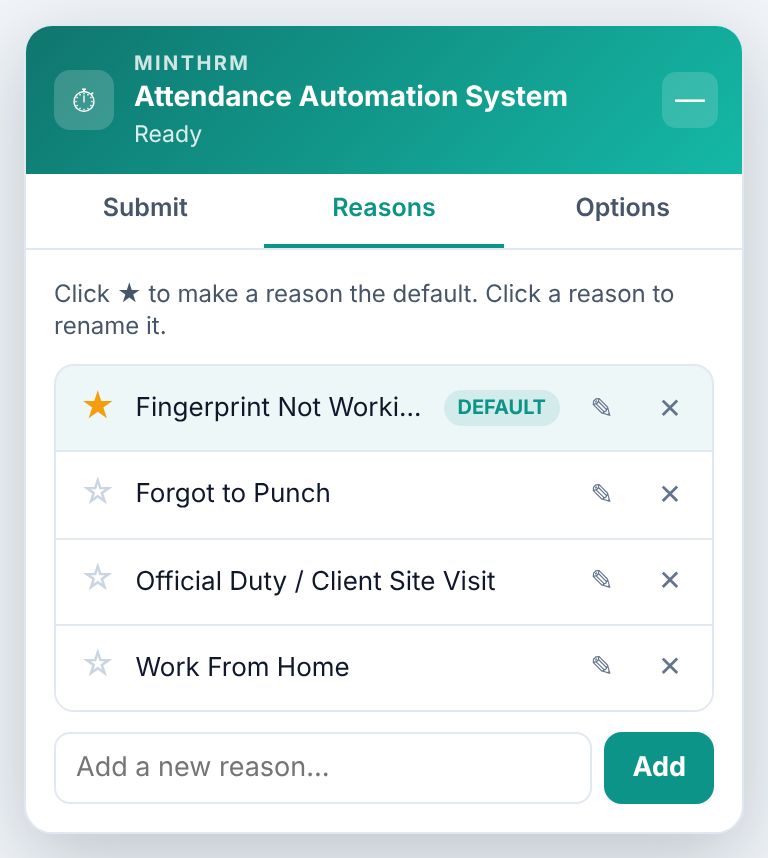 MINTHRM
Attendance Automation System
Ready
Submit
Reasons
Options
Click ★ to make a reason the default. Click a reason to
rename it.
Fingerprint Not Worki... DEFAULT
Forgot to Punch
Official Duty / Client Site Visit
Work From Home
Add a new reason...
Add